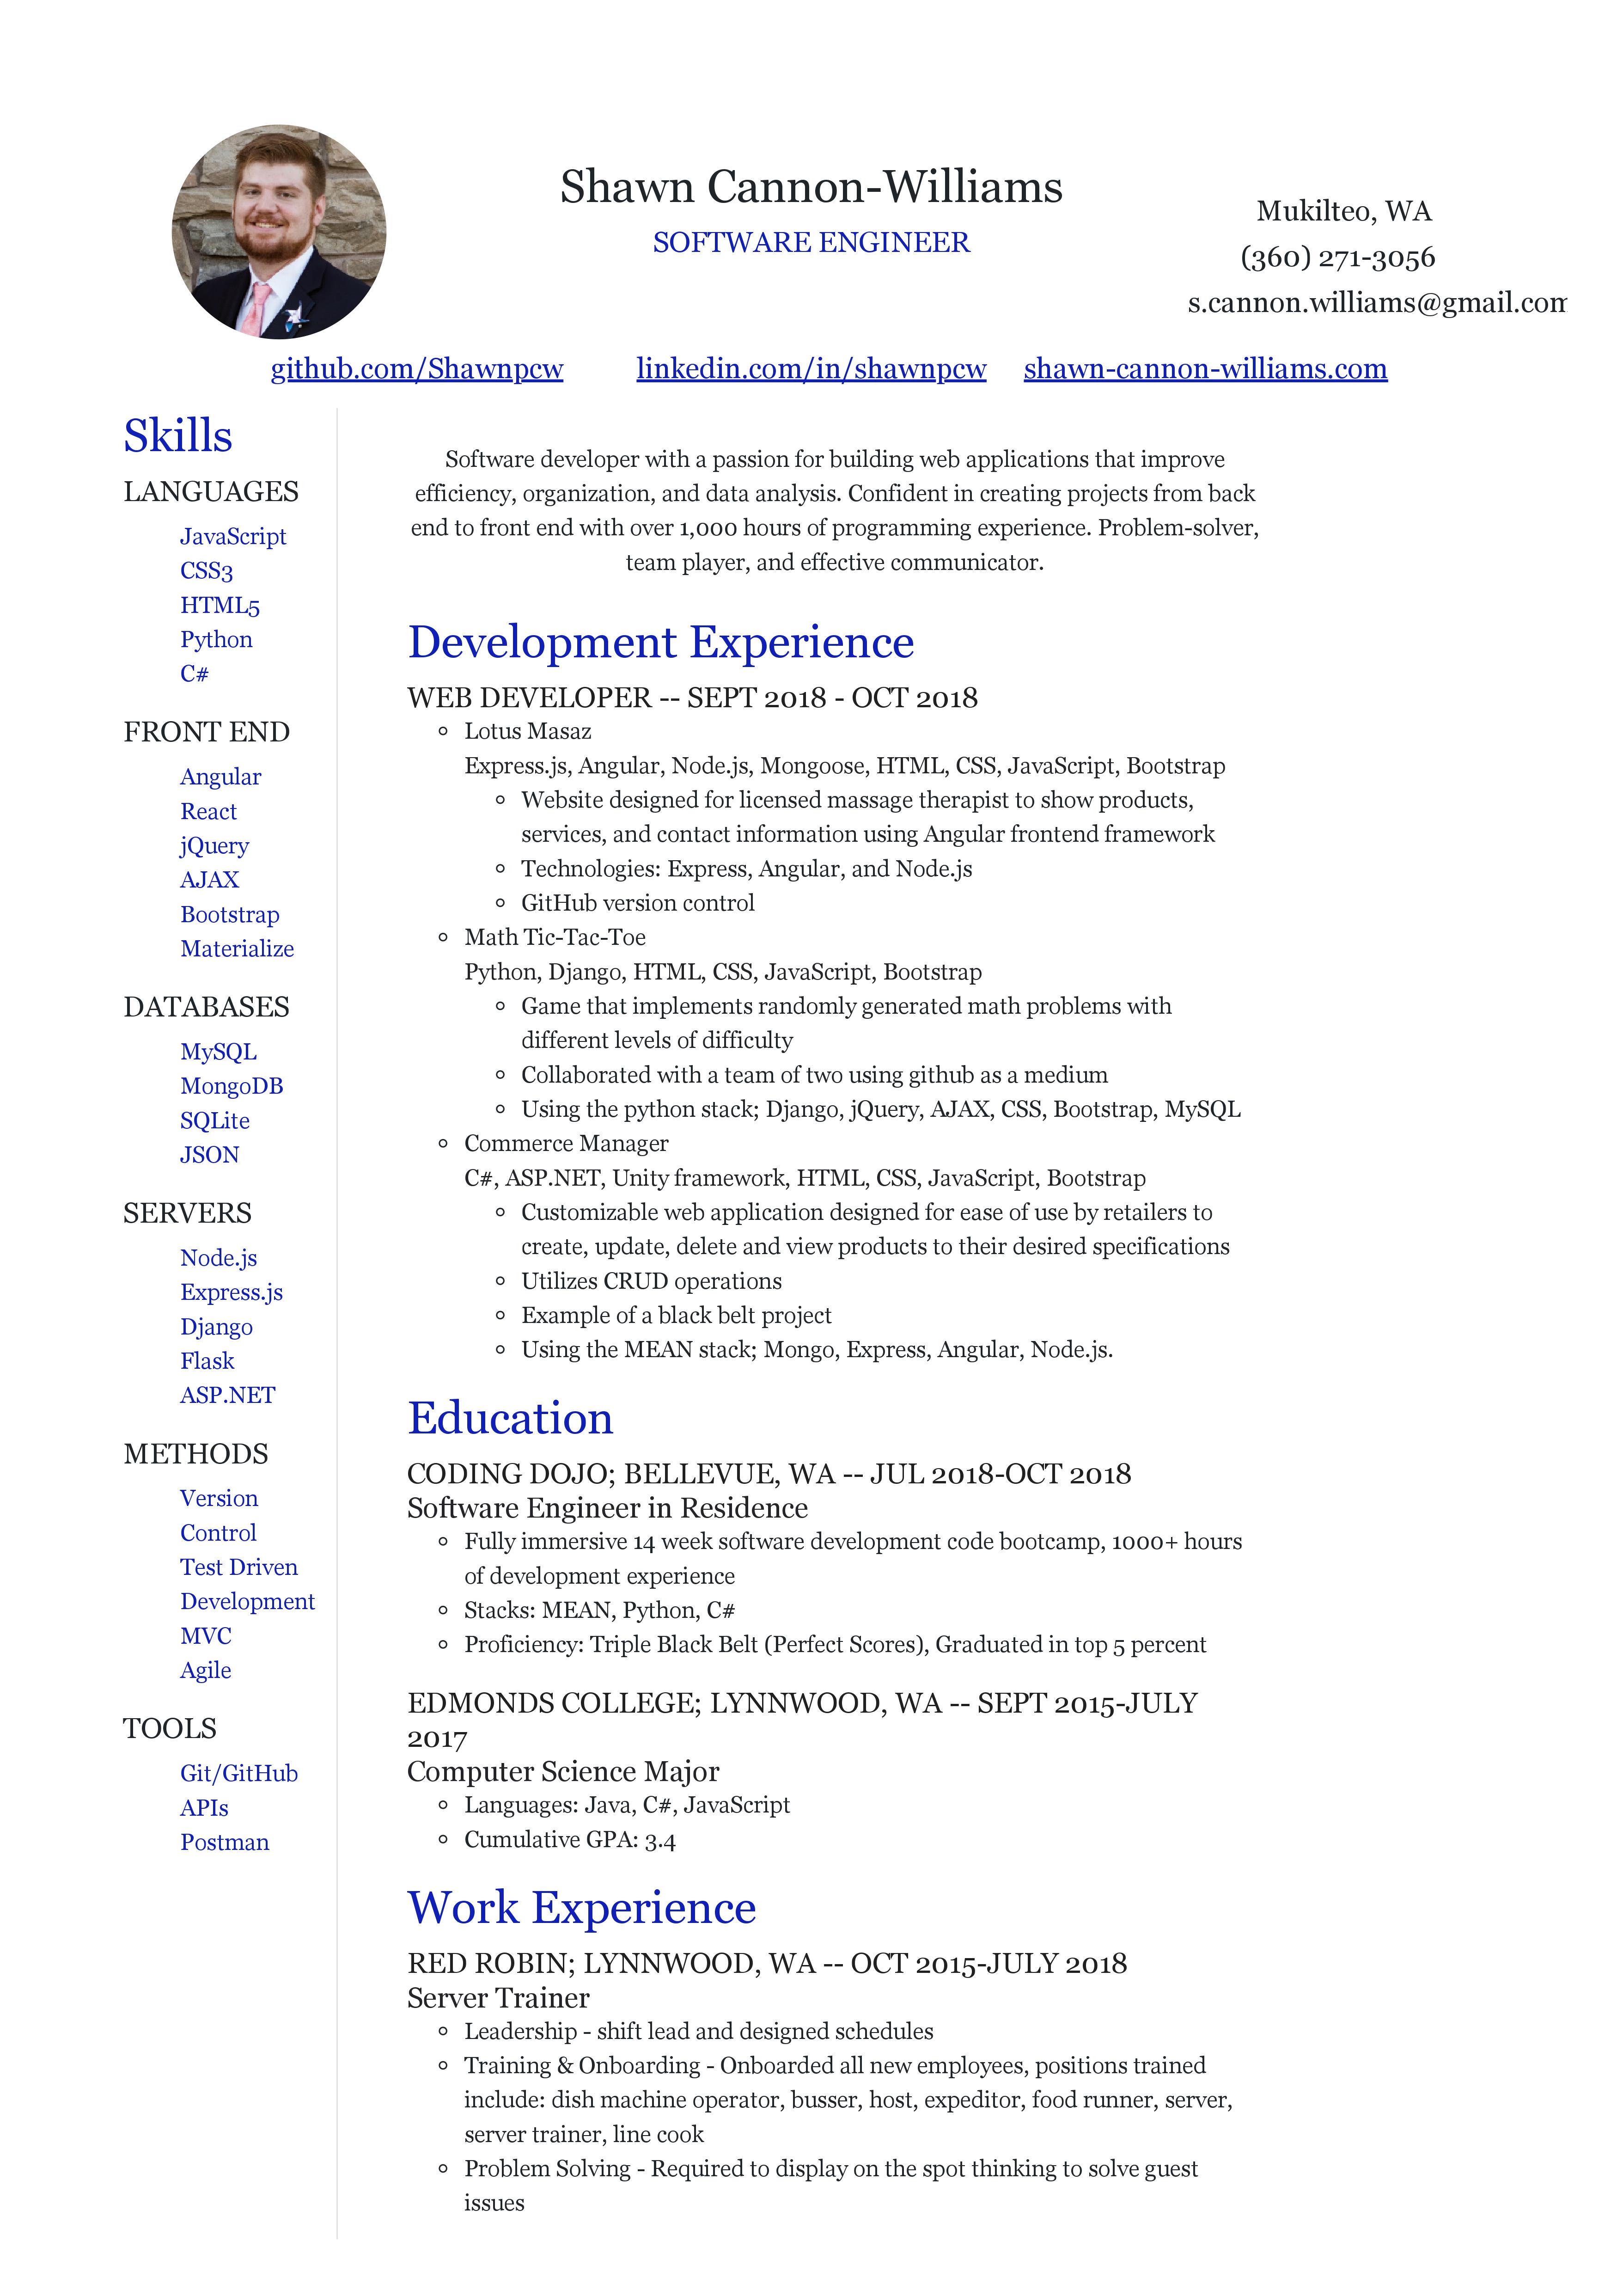 Shawn Cannon-Williams
SOFTWARE ENGINEER
Mukilteo, WA
(360) 271-3056
s.cannon.williams@gmail.com
github.com/Shawnpcw
linkedin.com/in/shawnpcw
shawn-cannon-williams.com
Skills
LANGUAGES
JavaScript
CSS3
HTML5
Python
C#
FRONT END
Angular
React
jQuery
AJAX
Bootstrap
Materialize
DATABASES
MySQL
MongoDB
SQLite
JSON
SERVERS
Node.js
Express.js
Django
Flask
ASP.NET
METHODS
Version
Control
Test Driven
Development
MVC
Agile
TOOLS
Git/GitHub
APIs
Postman
Software developer with a passion for building web applications that improve
efficiency, organization, and data analysis. Confident in creating projects from back
end to front end with over 1,000 hours of programming experience. Problem-solver,
team player, and effective communicator.
Development Experience
WEB DEVELOPER -- SEPT 2018 - OCT 2018
Lotus Masaz
Express.js, Angular, Node.js, Mongoose, HTML, CSS, JavaScript, Bootstrap
Website designed for licensed massage therapist to show products,
services, and contact information using Angular frontend framework
Technologies: Express, Angular, and Node.js
GitHub version control
Math Tic-Tac-Toe
Python, Django, HTML, CSS, JavaScript, Bootstrap
Game that implements randomly generated math problems with
different levels of difficulty
Collaborated with a team of two using github as a medium
Using the python stack; Django, jQuery, AJAX, CSS, Bootstrap, MySQL
Commerce Manager
C#, ASP.NET, Unity framework, HTML, CSS, JavaScript, Bootstrap
Customizable web application designed for ease of use by retailers to
create, update, delete and view products to their desired specifications
Utilizes CRUD operations
Example of a black belt project
Using the MEAN stack; Mongo, Express, Angular, Node.js.
Education
CODING DOJO; BELLEVUE, WA -- JUL 2018-OCT 2018
Software Engineer in Residence
Fully immersive 14 week software development code bootcamp, 1000+ hours
of development experience
Stacks: MEAN, Python, C#
Proficiency: Triple Black Belt (Perfect Scores), Graduated in top 5 percent
EDMONDS COLLEGE; LYNNWOOD, WA -- SEPT 2015-JULY
2017
Computer Science Major
Languages: Java, C#, JavaScript
Cumulative GPA: 3.4
Work Experience
RED ROBIN; LYNNWOOD, WA -- OCT 2015-JULY 2018
Server Trainer
Leadership - shift lead and designed schedules
Training & Onboarding - Onboarded all new employees, positions trained
include: dish machine operator, busser, host, expeditor, food runner, server,
server trainer, line cook
Problem Solving - Required to display on the spot thinking to solve guest
issues